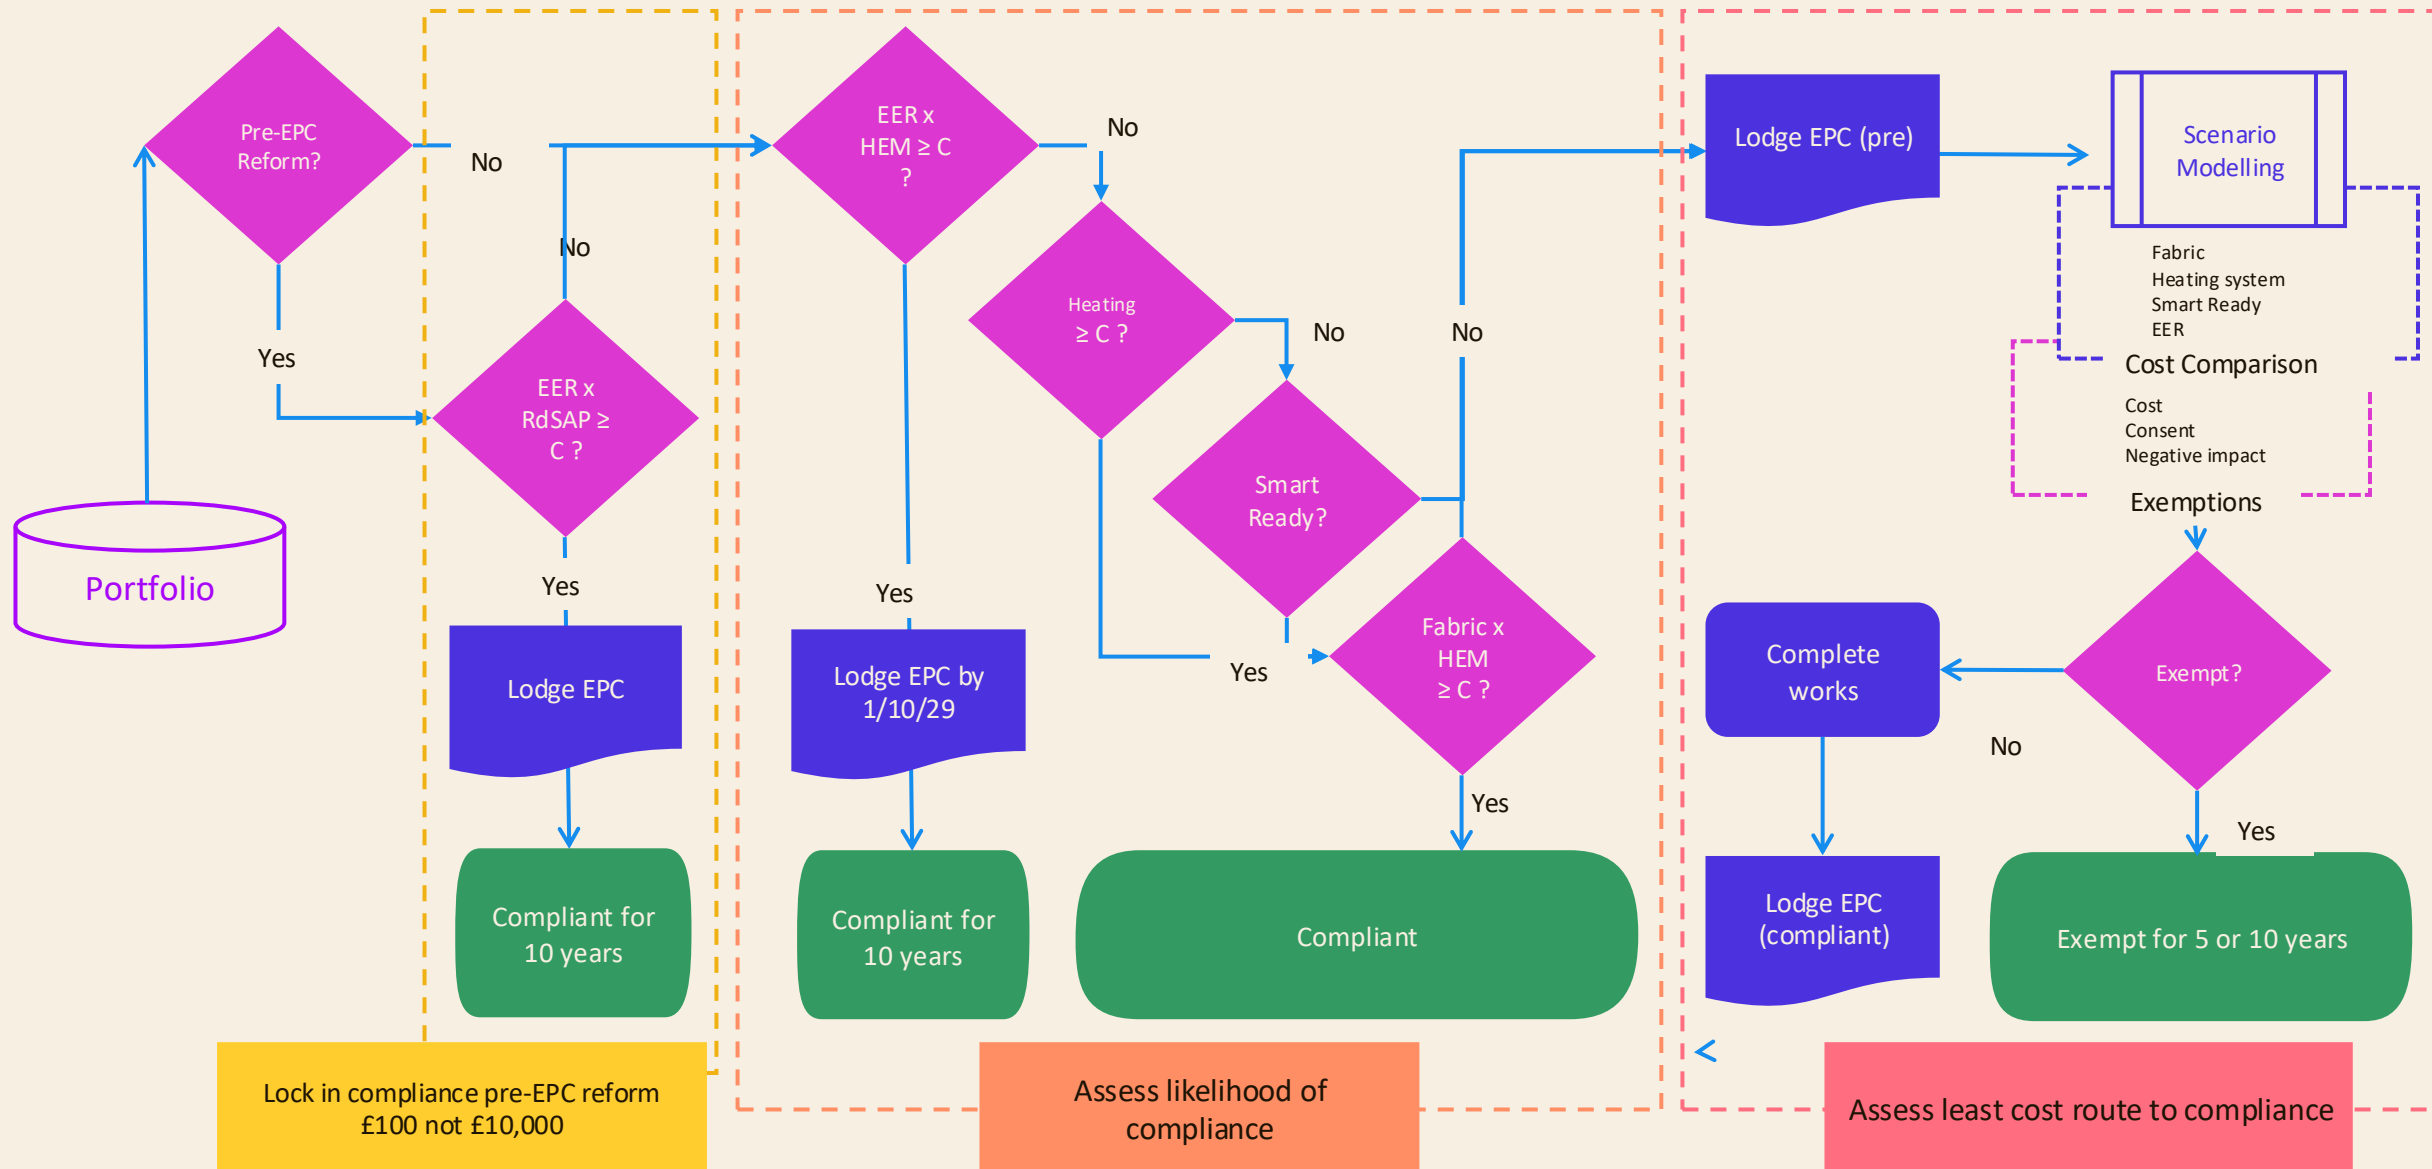 Pre-EPC
Reform?
No
Yes
Portfolio
No
EER x
RdSAP ≥
C ?
Yes
Lodge EPC
Compliant for
10 years
Lock in compliance pre-EPC reform
£100 not £10,000
EER x
HEM ≥ C
?
No
Yes
Lodge EPC by
1/10/29
Compliant for
10 years
Heating
≥ C ?
No
Smart
Ready?
Yes
No
Fabric x
HEM
≥ C ?
Yes
Compliant
Assess likelihood of
compliance
Lodge EPC (pre)
Scenario
Modelling
Fabric
Heating system
Smart Ready
EER
Cost Comparison
Cost
Consent
Negative impact
Exemptions
Exempt?
No
Complete
works
Lodge EPC
(compliant)
Yes
Exempt for 5 or 10 years
Assess least cost route to compliance